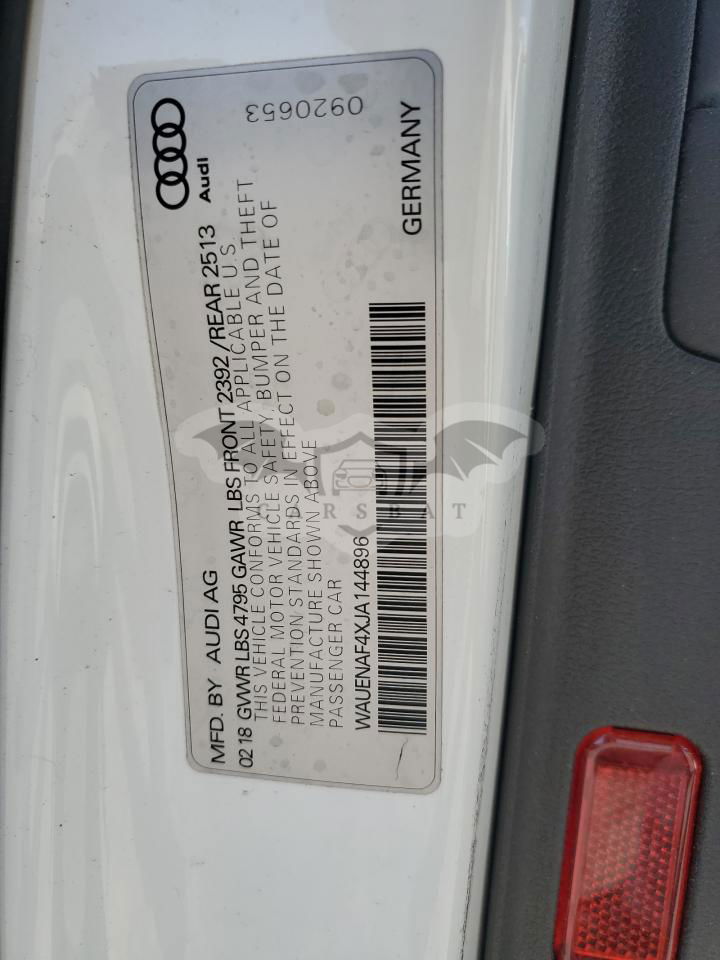 MFD. BY AUDI AG
Audi
0218 GVWR LBS 4795 GAWR LBS FRONT 2392 /REAR 2513
THIS VEHICLE CONFORMS TO ALL APPLICABLE U.S.
FEDERAL MOTOR VEHICLE SAFETY, BUMPER AND THEFT
PREVENTION STANDARDS IN EFFECT ON THE DATE OF
MANUFACTURE SHOWN ABOVE
PASSENGER CAR
WAUENAF4XJA144896
GERMANY
0920653
CARSBAT